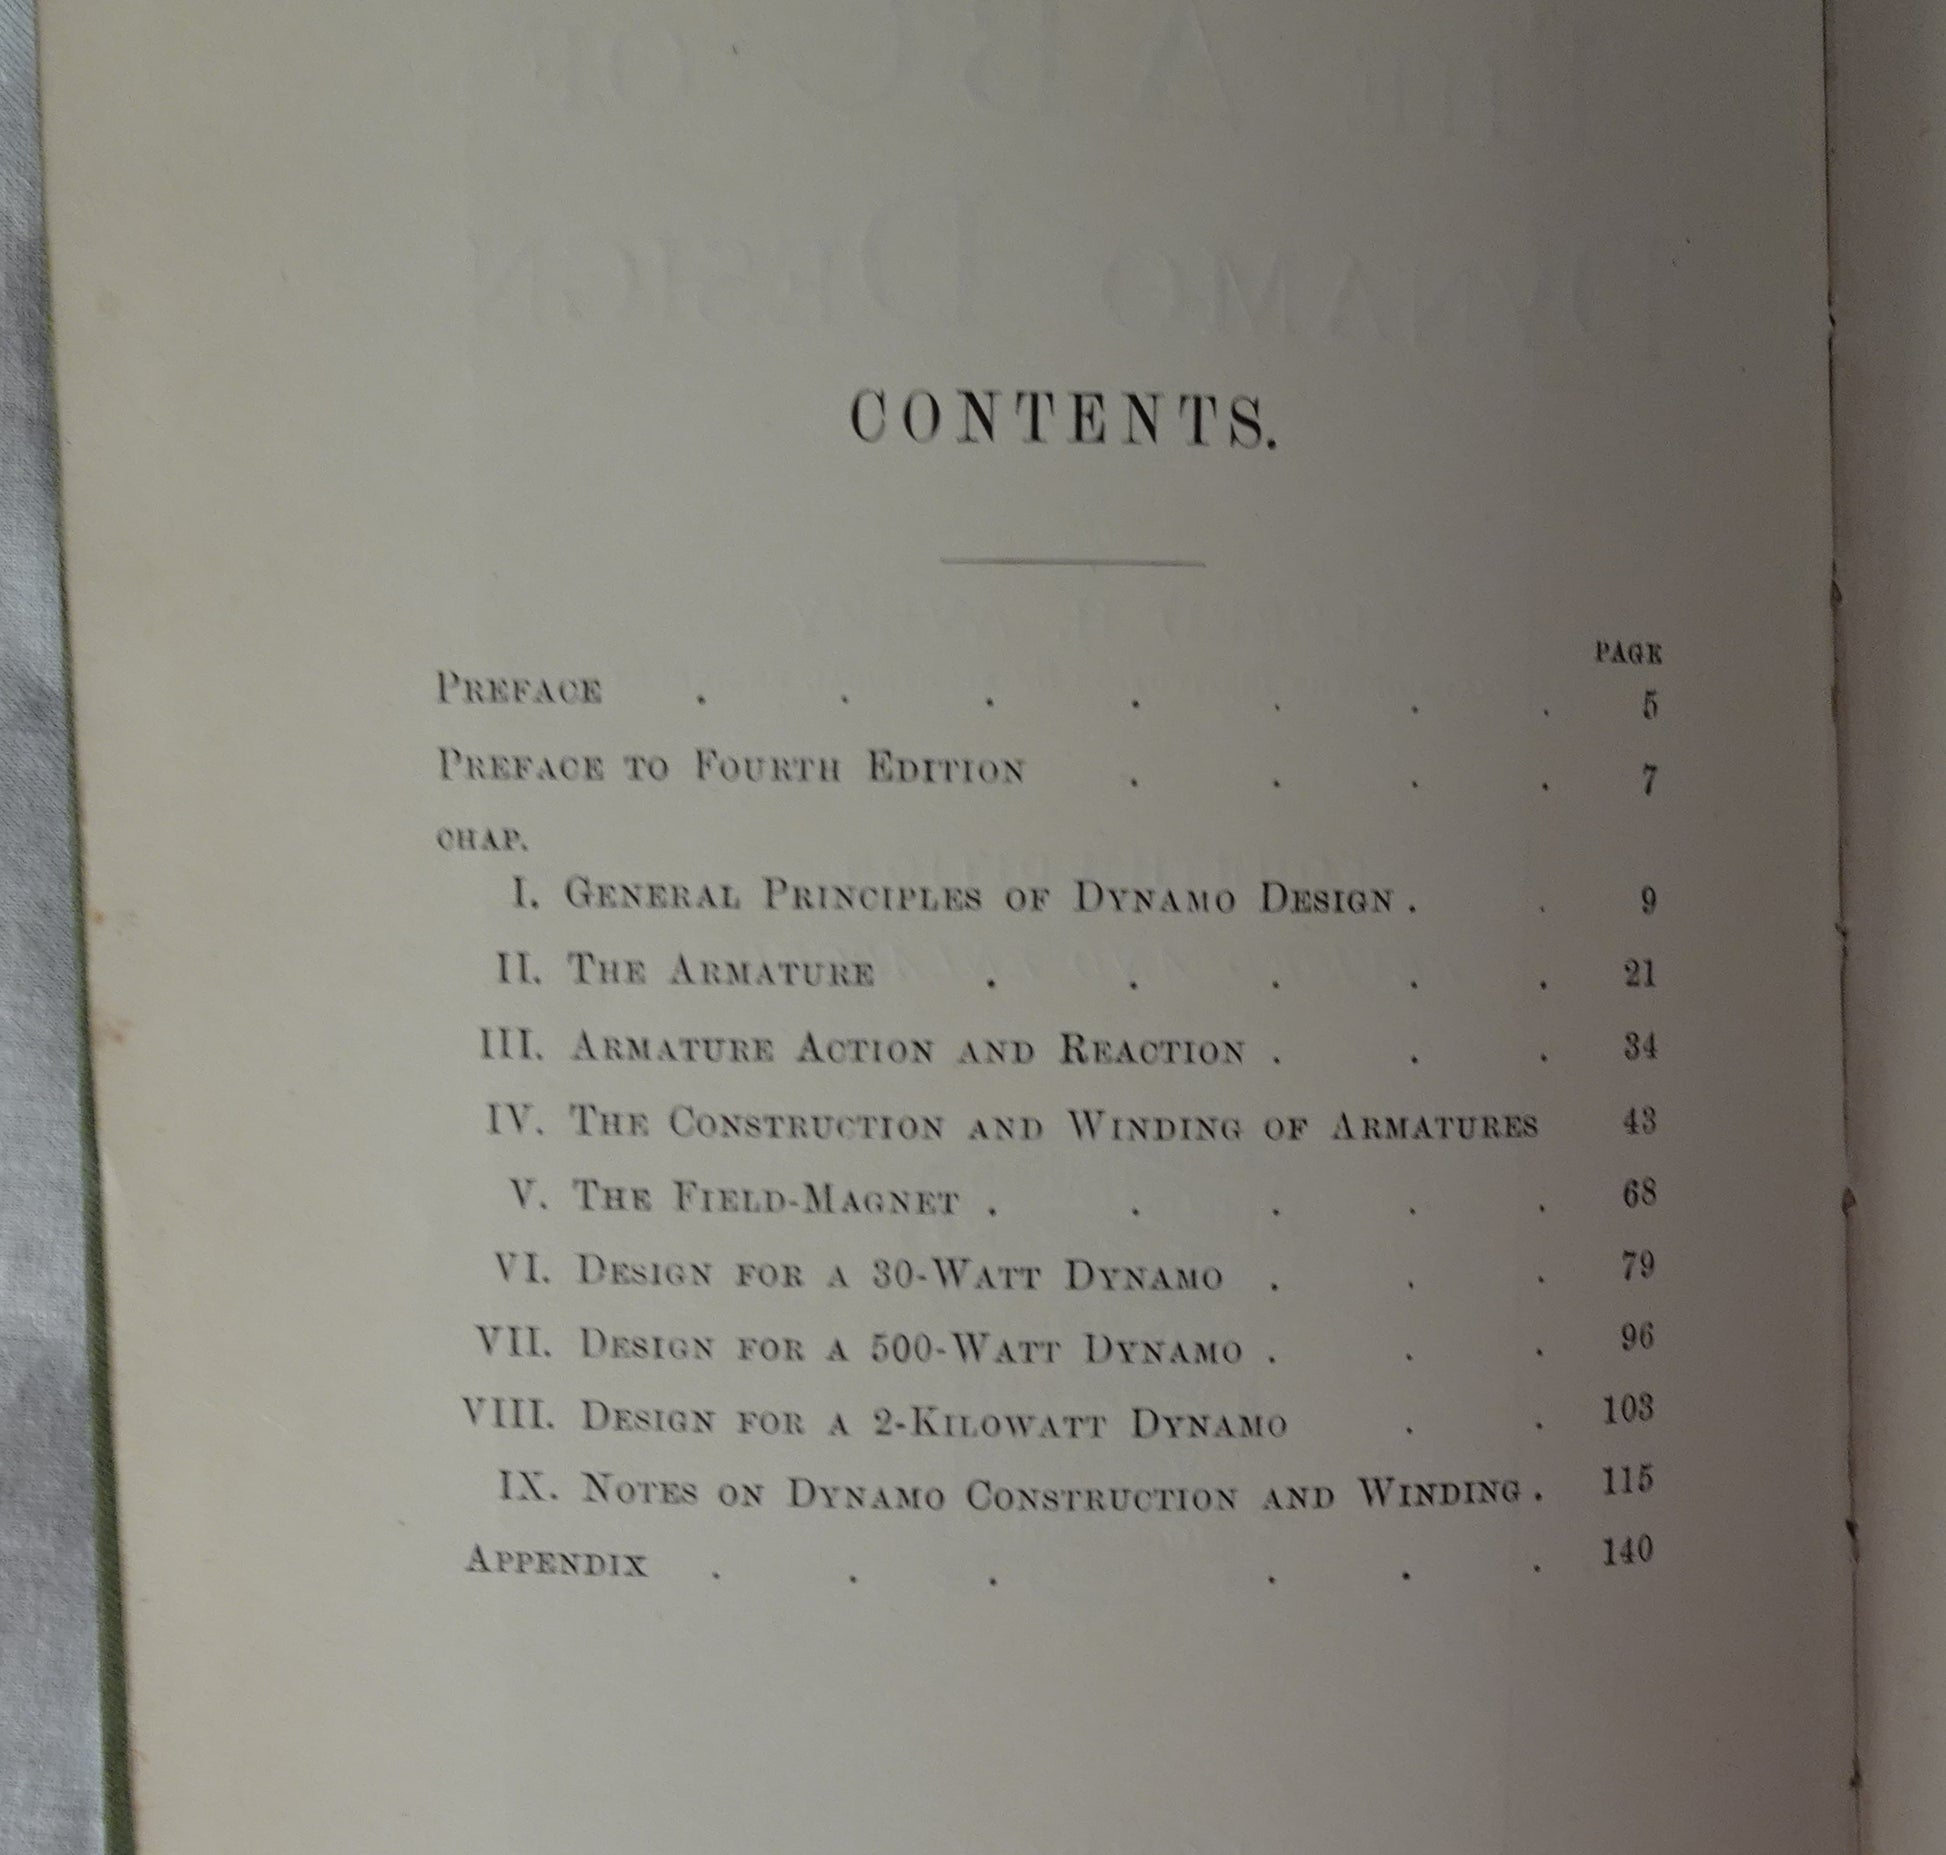 CONTENTS.
PAGE
PREFACE . . . . . . . 5
PREFACE TO FOURTH EDITION . . . . 7
CHAP.
I. GENERAL PRINCIPLES OF DYNAMO DESIGN . . 9
II. THE ARMATURE . . . . . 21
III. ARMATURE ACTION AND REACTION . . . 34
IV. THE CONSTRUCTION AND WINDING OF ARMATURES 43
V. THE FIELD-MAGNET . . . . . 68
VI. DESIGN FOR A 30-WATT DYNAMO . . . 79
VII. DESIGN FOR A 500-WATT DYNAMO . . . 96
VIII. DESIGN FOR A 2-KILOWATT DYNAMO . . 103
IX. NOTES ON DYNAMO CONSTRUCTION AND WINDING . 115
APPENDIX . . . . . . 140